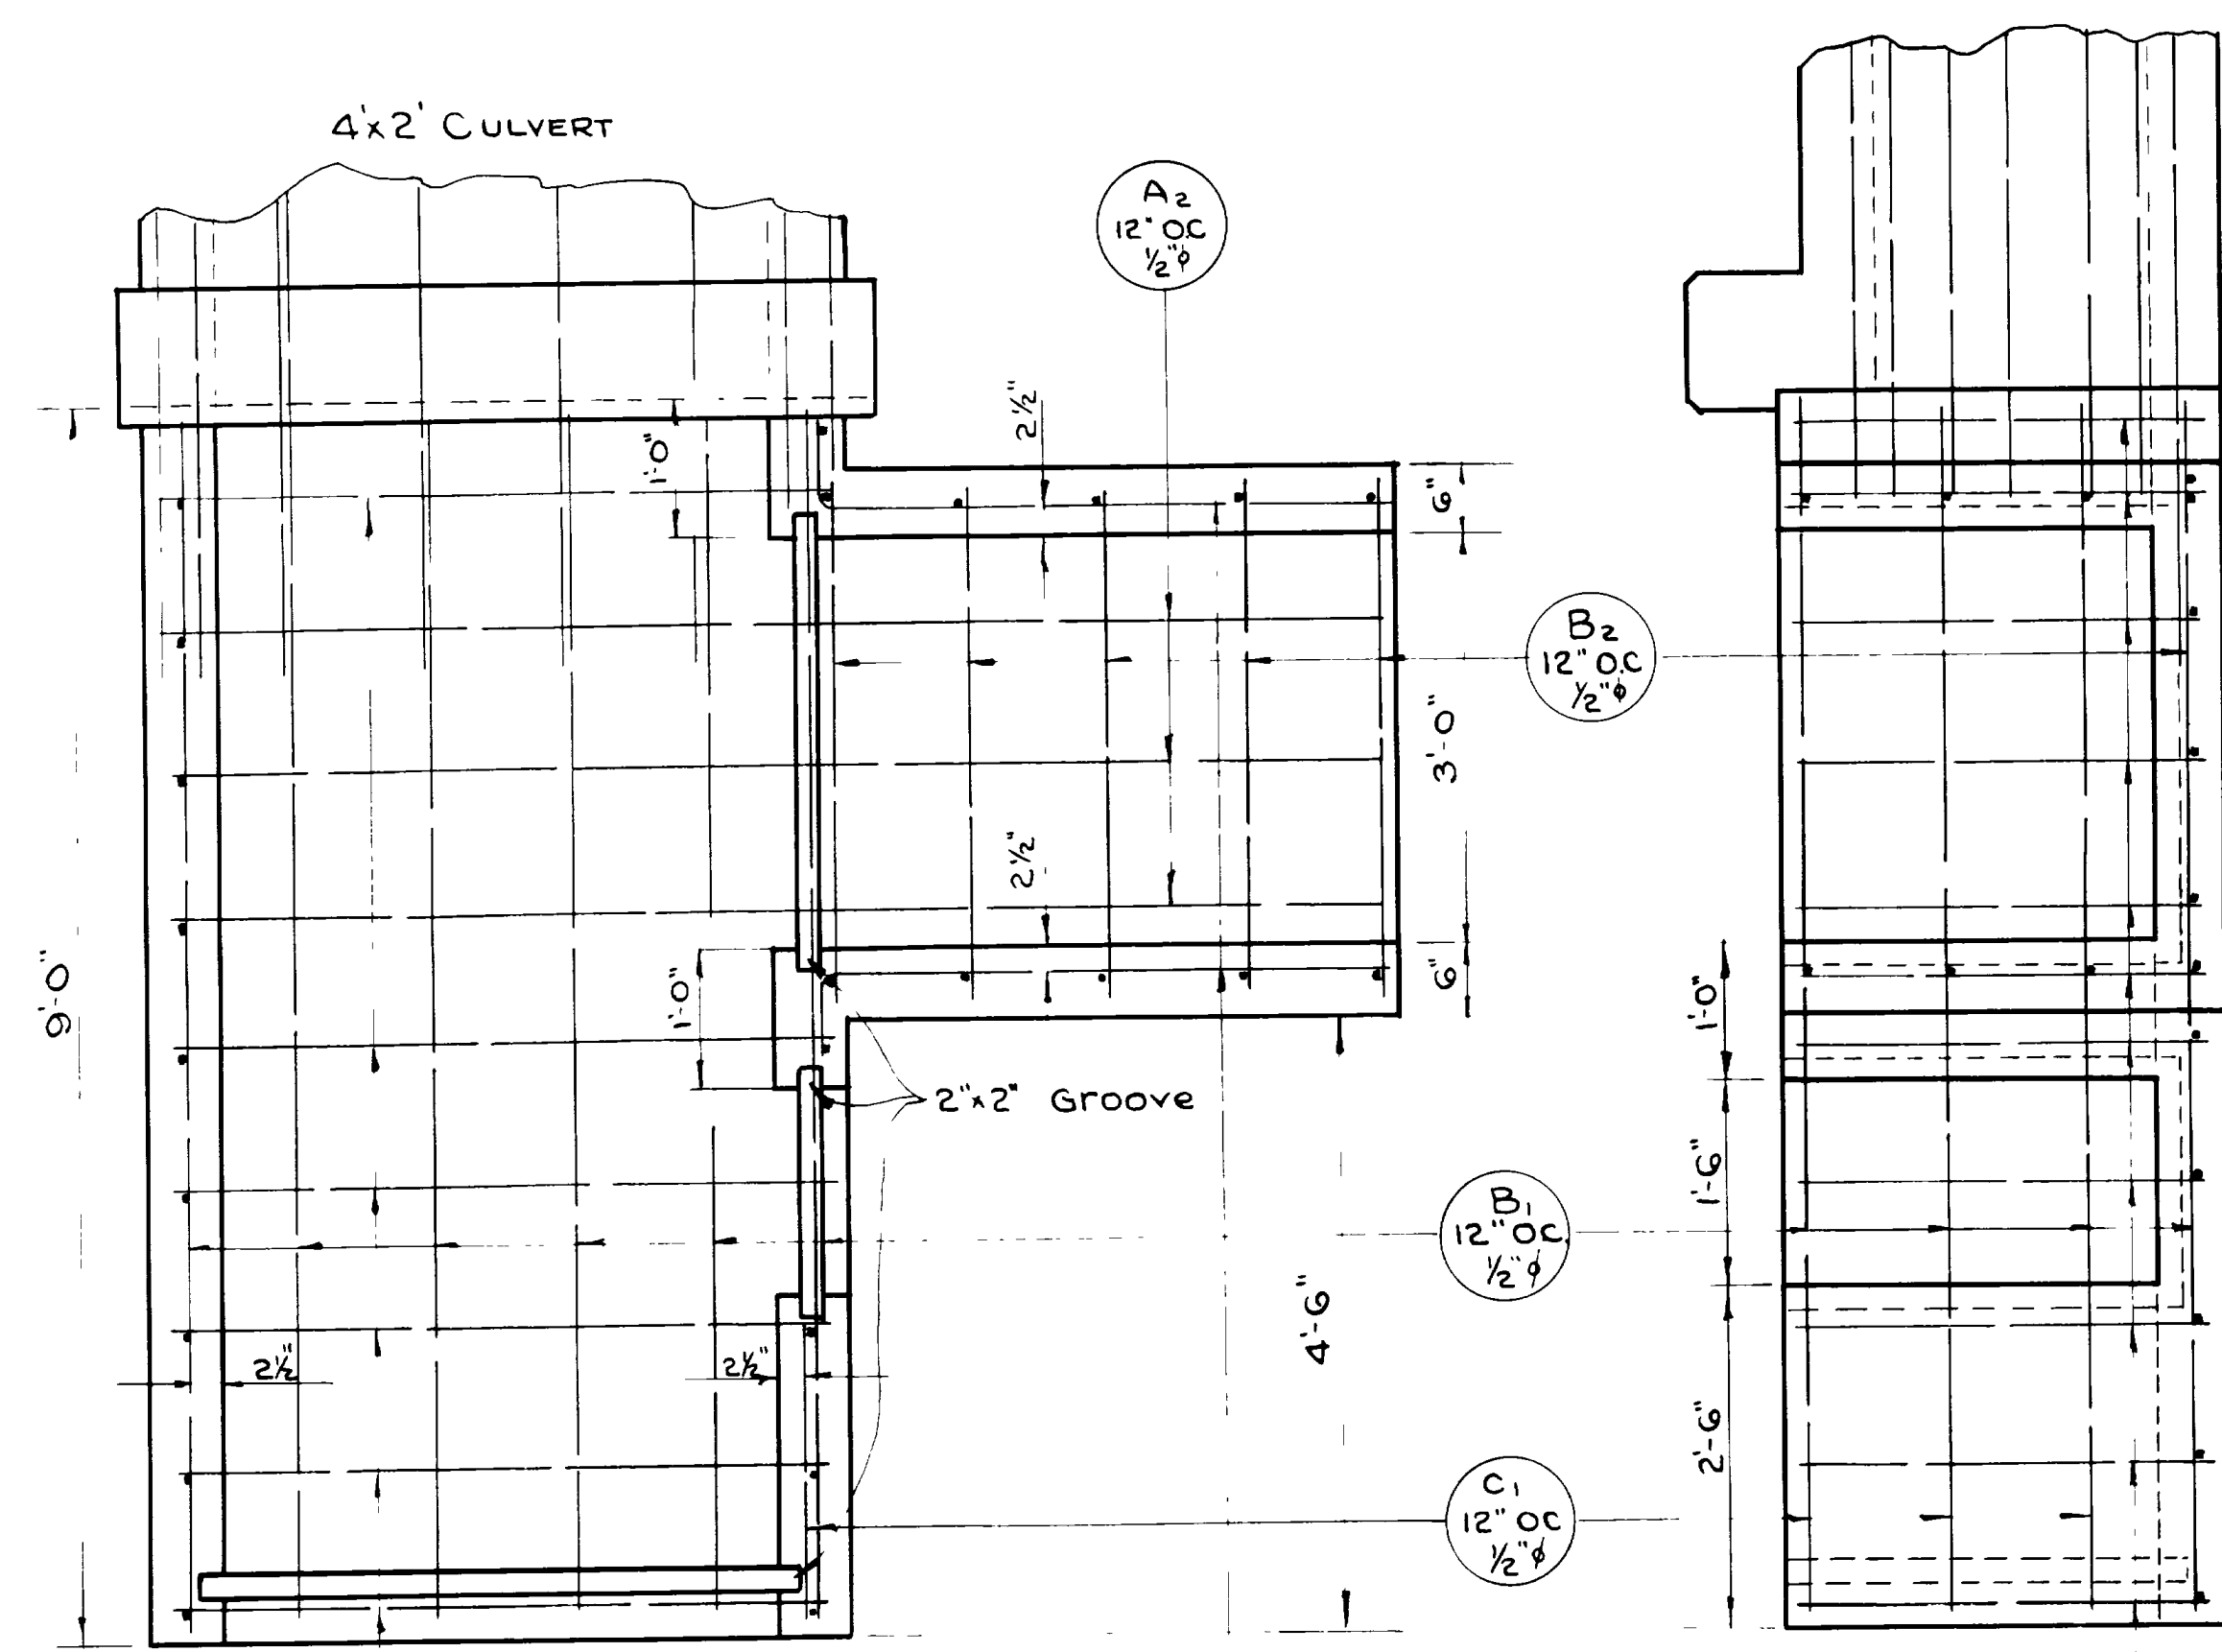 4'x2' CULVERT
A2
12" O.C
1/2"φ
2½"
1'-0"
6"
B2
12" O.C
1/2"φ
3'-0"
2½"
9'-0"
1'-0"
6"
1'-0"
2"x2" Groove
1'-6"
B1
12" O.C.
1/2"φ
4'-6"
2½"
2½"
2'-6"
C1
12" OC
1/2"φ